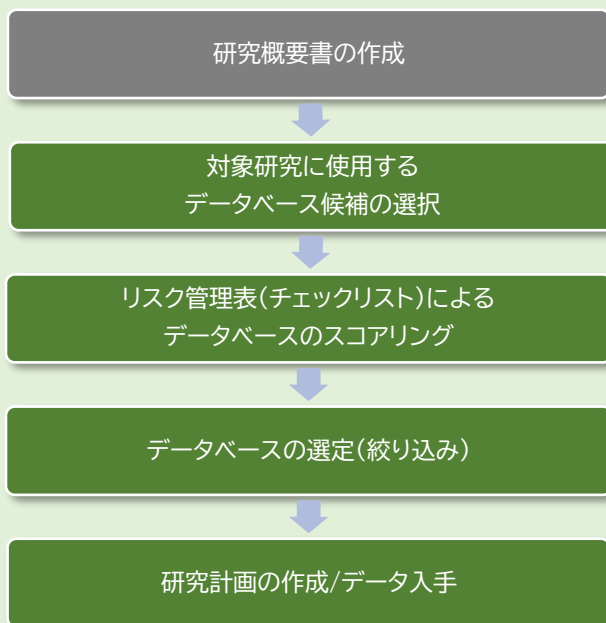 研究概要書の作成
対象研究に使用する
データベース候補の選択
リスク管理表(チェックリスト)による
データベースのスコアリング
データベースの選定(絞り込み)
研究計画の作成/データ入手